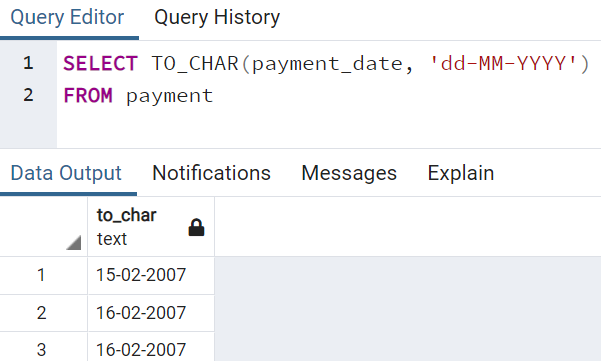 Query Editor Query History
1 SELECT TO_CHAR(payment_date, 'dd-MM-YYYY')
2 FROM payment
Data Output Notifications Messages Explain
to_char
text
1 15-02-2007
2 16-02-2007
3 16-02-2007